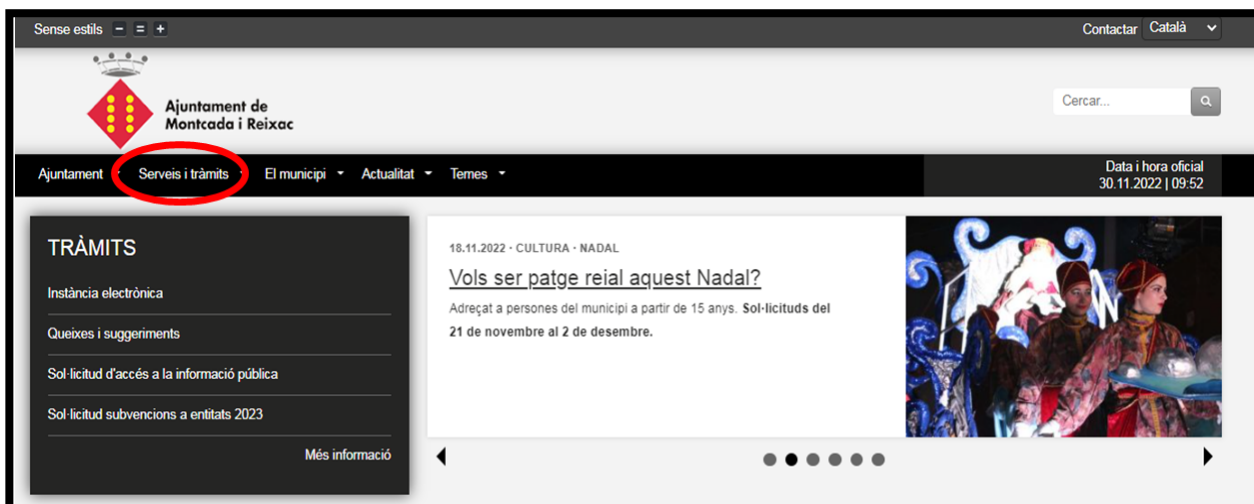 Sense estils - = +
Contactar Català
Ajuntament de
Montcada i Reixac
Cercar...
Ajuntament Serveis i tràmits El municipi Actualitat Temes
Data i hora oficial
30.11.2022 | 09:52
TRÀMITS
Instància electrònica
Queixes i suggeriments
Sol·licitud d'accés a la informació pública
Sol·licitud subvencions a entitats 2023
Més informació
18.11.2022 · CULTURA · NADAL
Vols ser patge reial aquest Nadal?
Adreçat a persones del municipi a partir de 15 anys. Sol·licituds del
21 de novembre al 2 de desembre.